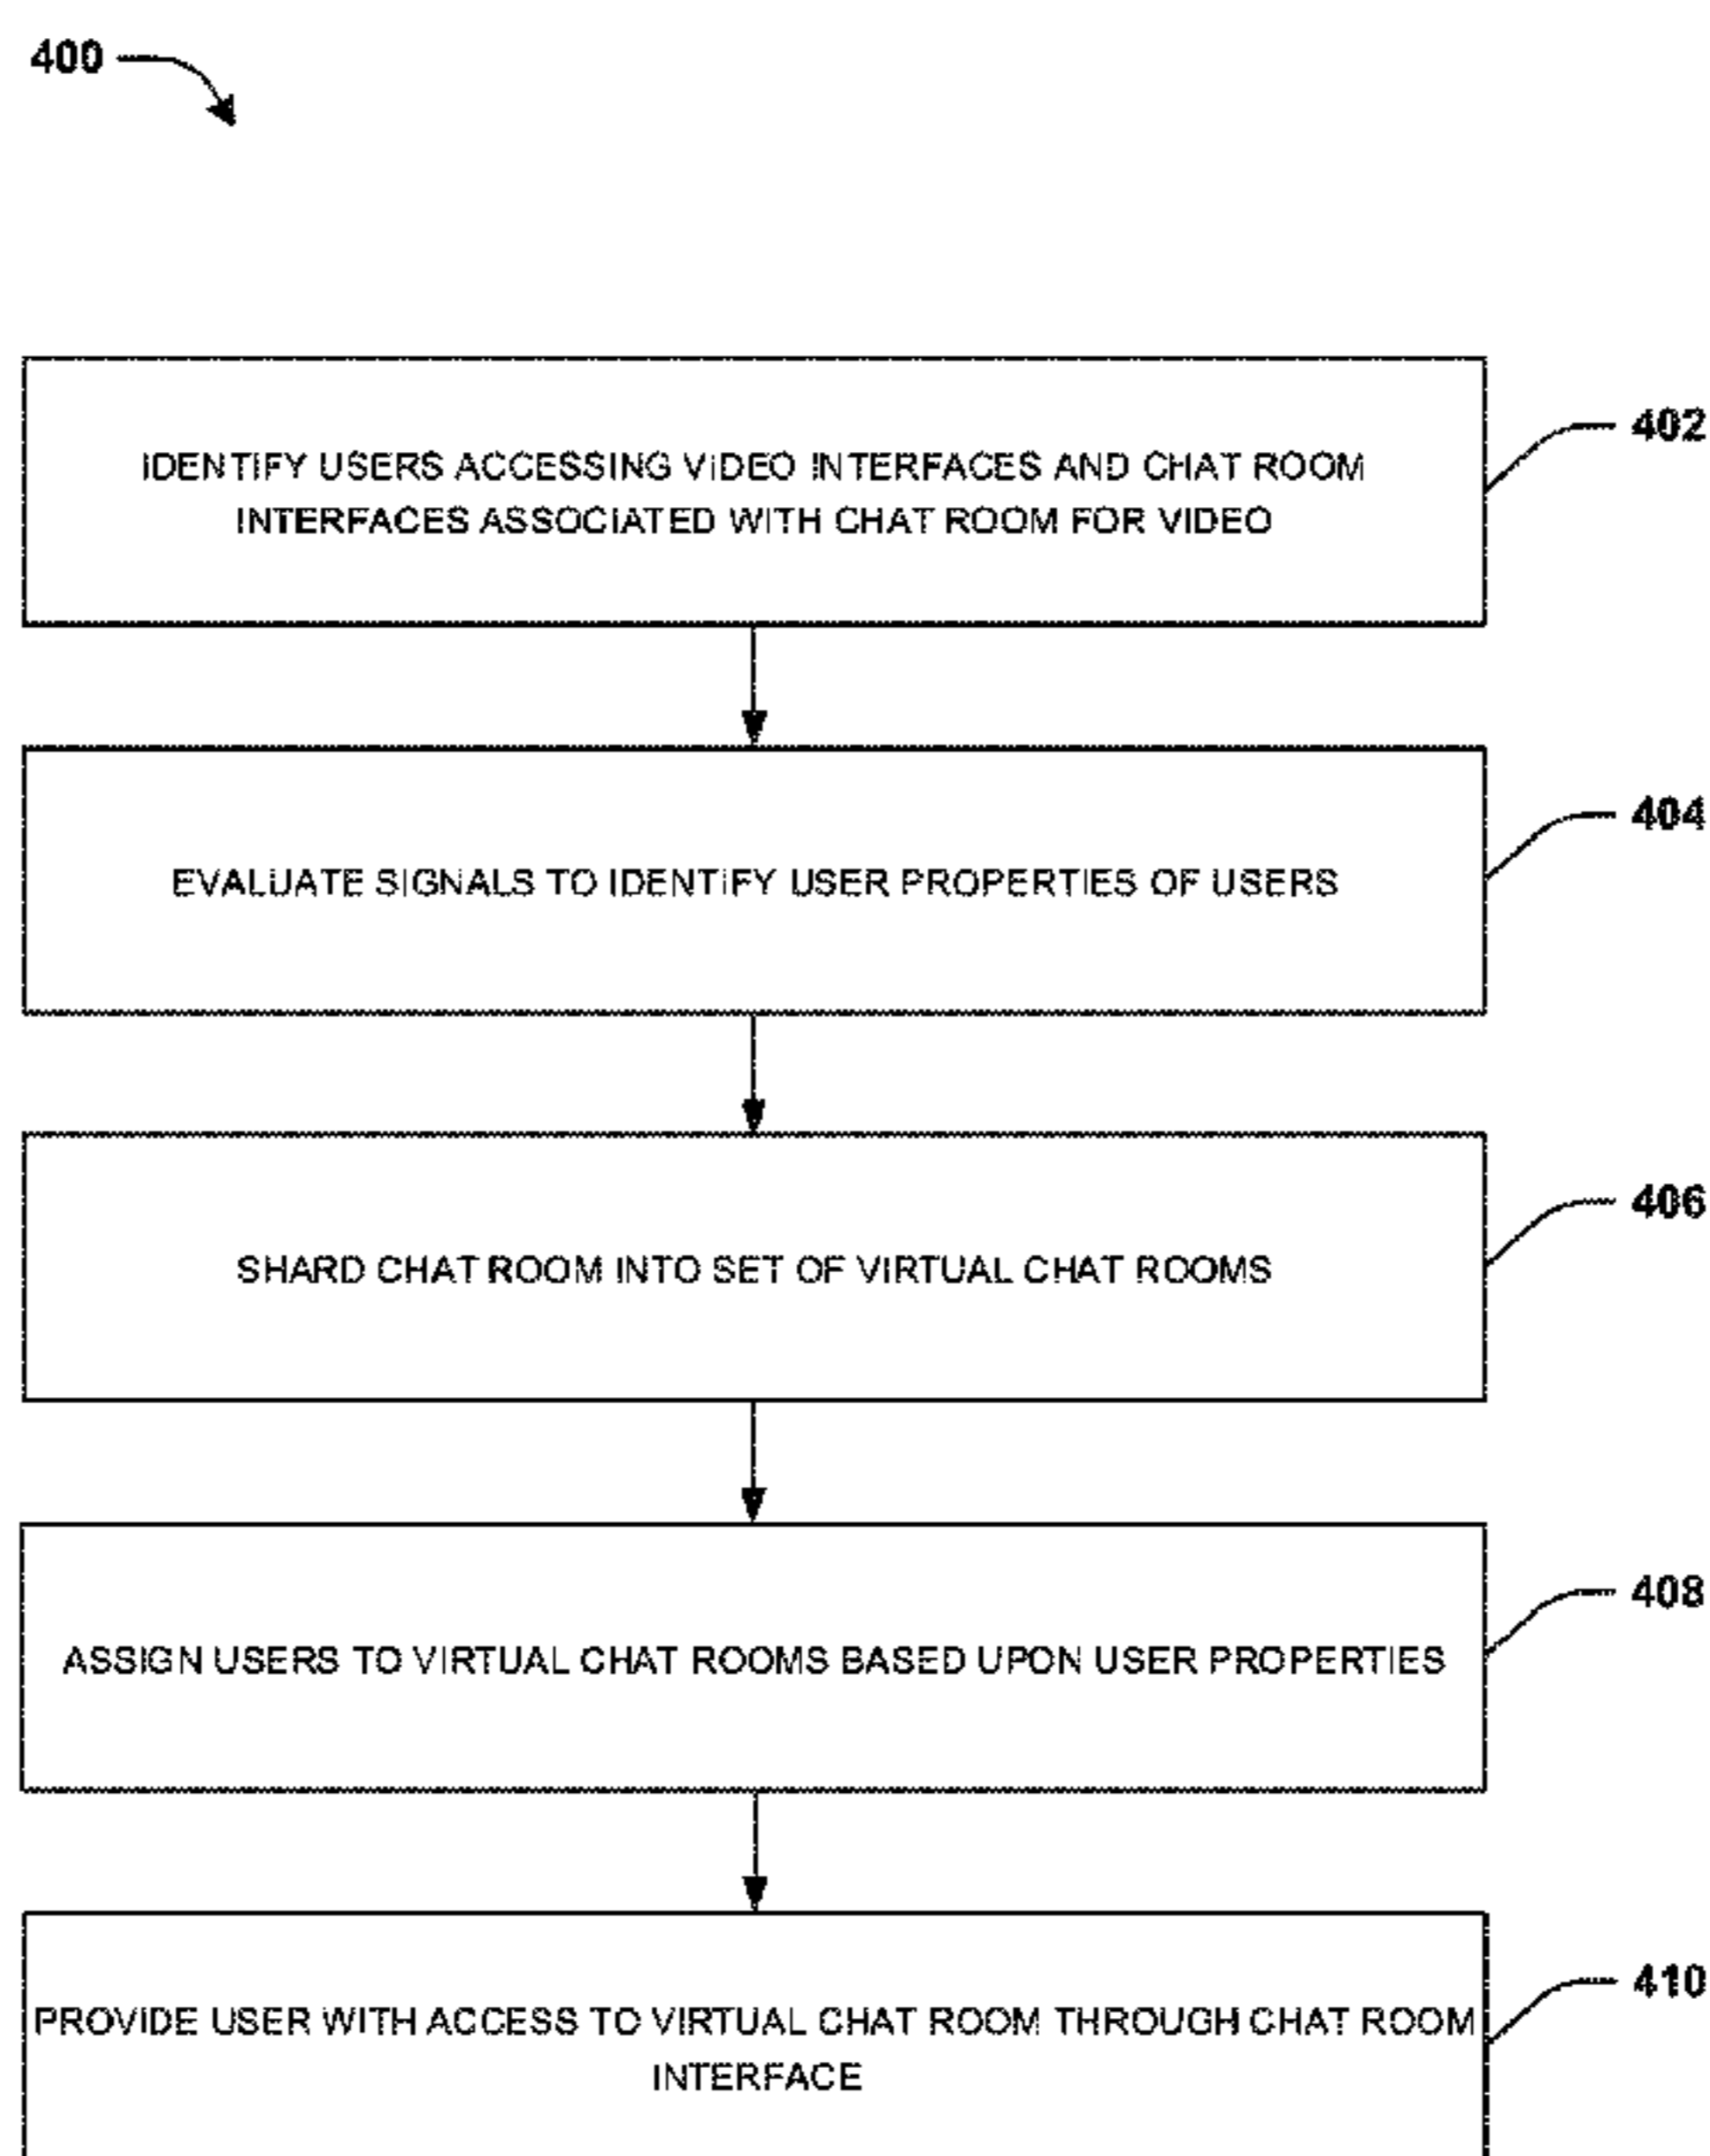 400
IDENTIFY USERS ACCESSING VIDEO INTERFACES AND CHAT ROOM
INTERFACES ASSOCIATED WITH CHAT ROOM FOR VIDEO
402
EVALUATE SIGNALS TO IDENTIFY USER PROPERTIES OF USERS
404
SHARD CHAT ROOM INTO SET OF VIRTUAL CHAT ROOMS
406
ASSIGN USERS TO VIRTUAL CHAT ROOMS BASED UPON USER PROPERTIES
408
PROVIDE USER WITH ACCESS TO VIRTUAL CHAT ROOM THROUGH CHAT ROOM
INTERFACE
410